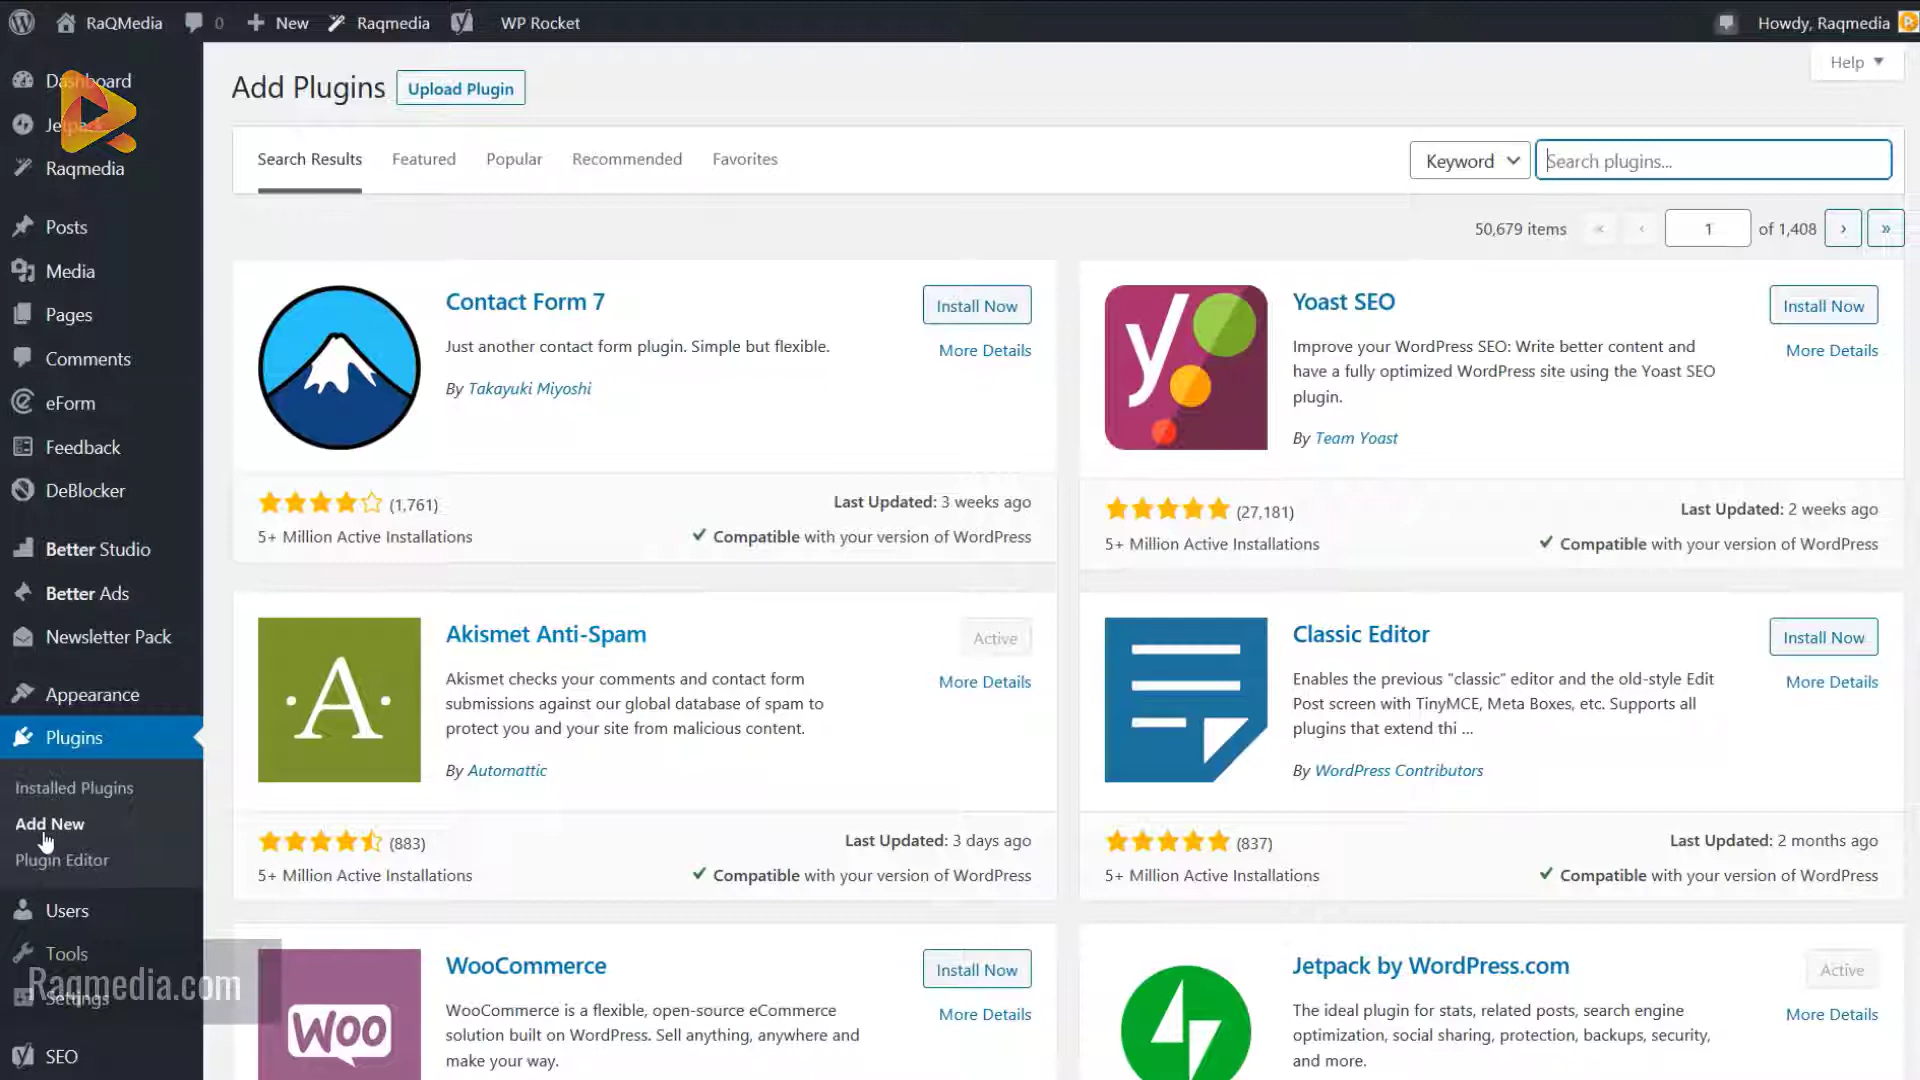 RaQMedia
0
New
Raqmedia
WP Rocket
Howdy, Raqmedia
Dashboard
Jetpack
Raqmedia
Posts
Media
Pages
Comments
eForm
Feedback
DeBlocker
Better Studio
Better Ads
Newsletter Pack
Appearance
Plugins
Installed Plugins
Add New
Plugin Editor
Users
Tools
Settings
SEO
Raqmedia.com
Help
Add Plugins
Upload Plugin
Search Results
Featured
Popular
Recommended
Favorites
Keyword
Search plugins...
50,679 items
«
‹
1
of 1,408
›
»
Contact Form 7
Install Now
More Details
Just another contact form plugin. Simple but flexible.
By Takayuki Miyoshi
(1,761)
Last Updated: 3 weeks ago
5+ Million Active Installations
Compatible with your version of WordPress
y
Yoast SEO
Install Now
More Details
Improve your WordPress SEO: Write better content and
have a fully optimized WordPress site using the Yoast SEO
plugin.
By Team Yoast
(27,181)
Last Updated: 2 weeks ago
5+ Million Active Installations
Compatible with your version of WordPress
·A·
Akismet Anti-Spam
Active
More Details
Akismet checks your comments and contact form
submissions against our global database of spam to
protect you and your site from malicious content.
By Automattic
(883)
Last Updated: 3 days ago
5+ Million Active Installations
Compatible with your version of WordPress
Classic Editor
Install Now
More Details
Enables the previous "classic" editor and the old-style Edit
Post screen with TinyMCE, Meta Boxes, etc. Supports all
plugins that extend thi ...
By WordPress Contributors
(837)
Last Updated: 2 months ago
5+ Million Active Installations
Compatible with your version of WordPress
WOO
WooCommerce
Install Now
More Details
WooCommerce is a flexible, open-source eCommerce
solution built on WordPress. Sell anything, anywhere and
make your way.
Jetpack by WordPress.com
Active
More Details
The ideal plugin for stats, related posts, search engine
optimization, social sharing, protection, backups, security,
and more.